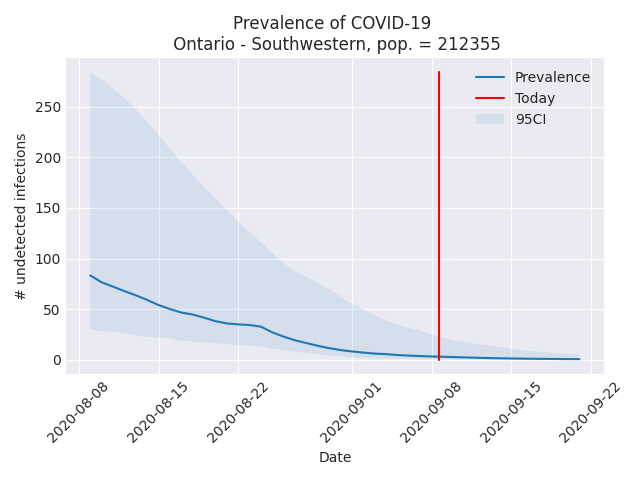 Prevalence of COVID-19
Ontario - Southwestern, pop. = 212355
Prevalence
Today
95CI
# undetected infections
250
200
150
100
50
0
2020-08-08
2020-08-15
2020-08-22
2020-09-01
2020-09-08
2020-09-15
2020-09-22
Date